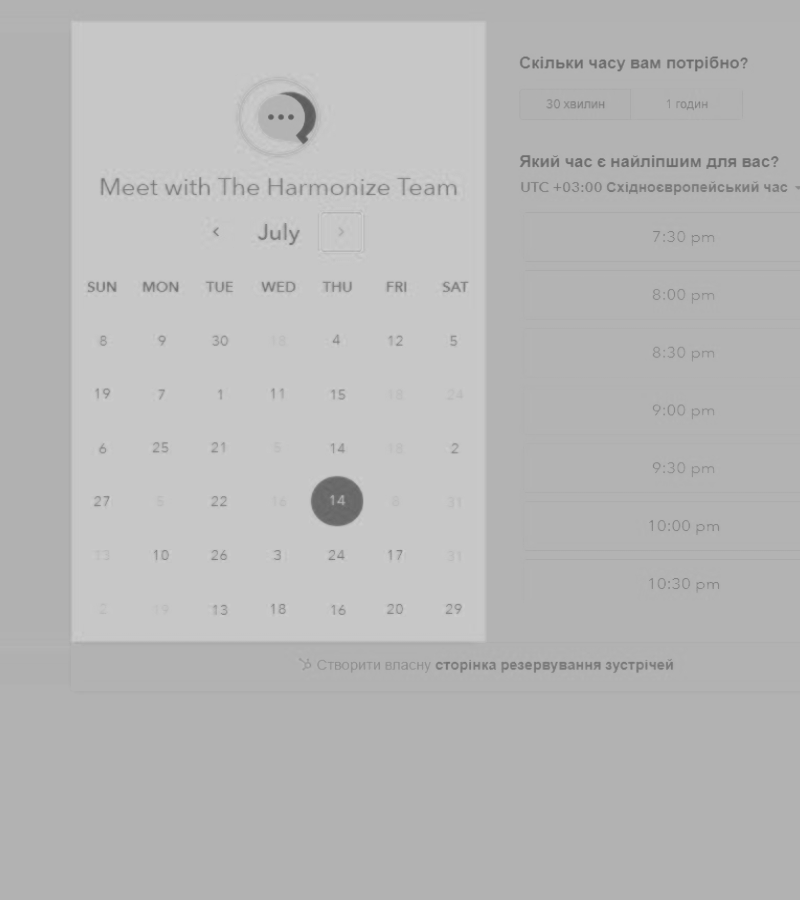 Meet with The Harmonize Team
July
SUN MON TUE WED THU FRI SAT
8 9 30 18 4 12 5
19 7 1 11 15 18 24
6 25 21 5 14 18 2
27 22 16 14 8 31
10 26 3 24 17 31
2 19 13 18 16 20 29
Скільки часу вам потрібно?
30 хвилин 1 годин
Який час є найліпшим для вас?
UTC +03:00 Східноєвропейський час
7:30 pm
8:00 pm
8:30 pm
9:00 pm
9:30 pm
10:00 pm
10:30 pm
Створити власну сторінка резервування зустрічей